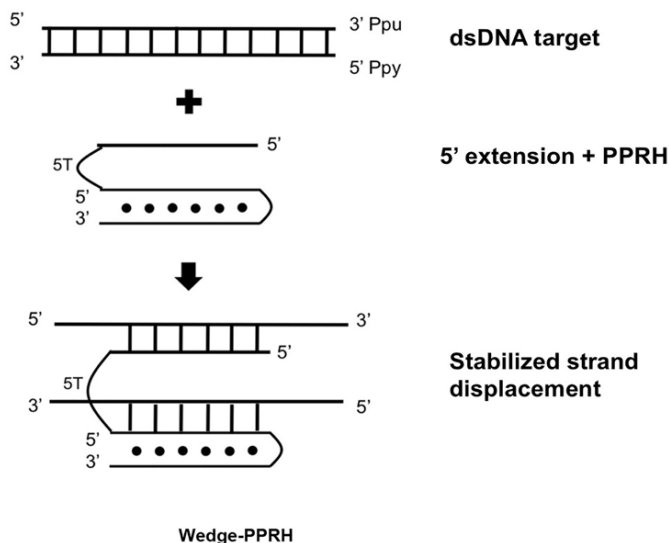 5’ 3’ Ppu dsDNA target
3’ 5’ Ppy
5’
5T
5’ extension + PPRH
5’
3’
5’ 3’
5’
5T
Stabilized strand
displacement
3’ 5’
5’
3’
Wedge-PPRH